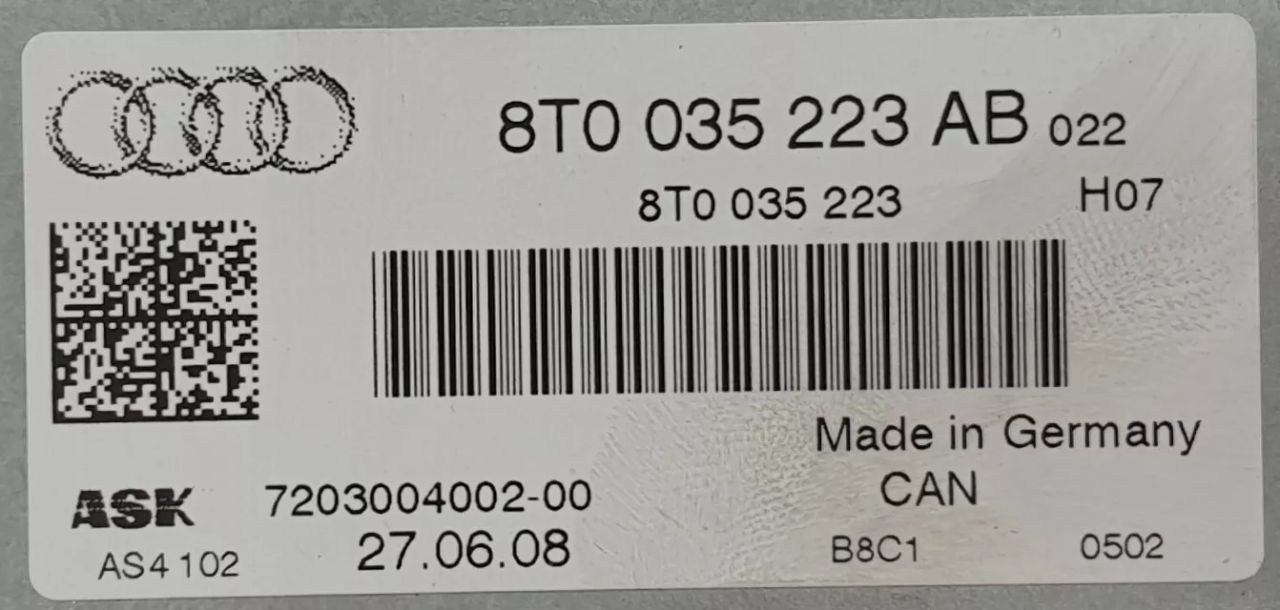 8T0 035 223 AB 022
8T0 035 223 H07
Made in Germany
ASK 7203004002-00 CAN
AS4 102 27.06.08 B8C1 0502